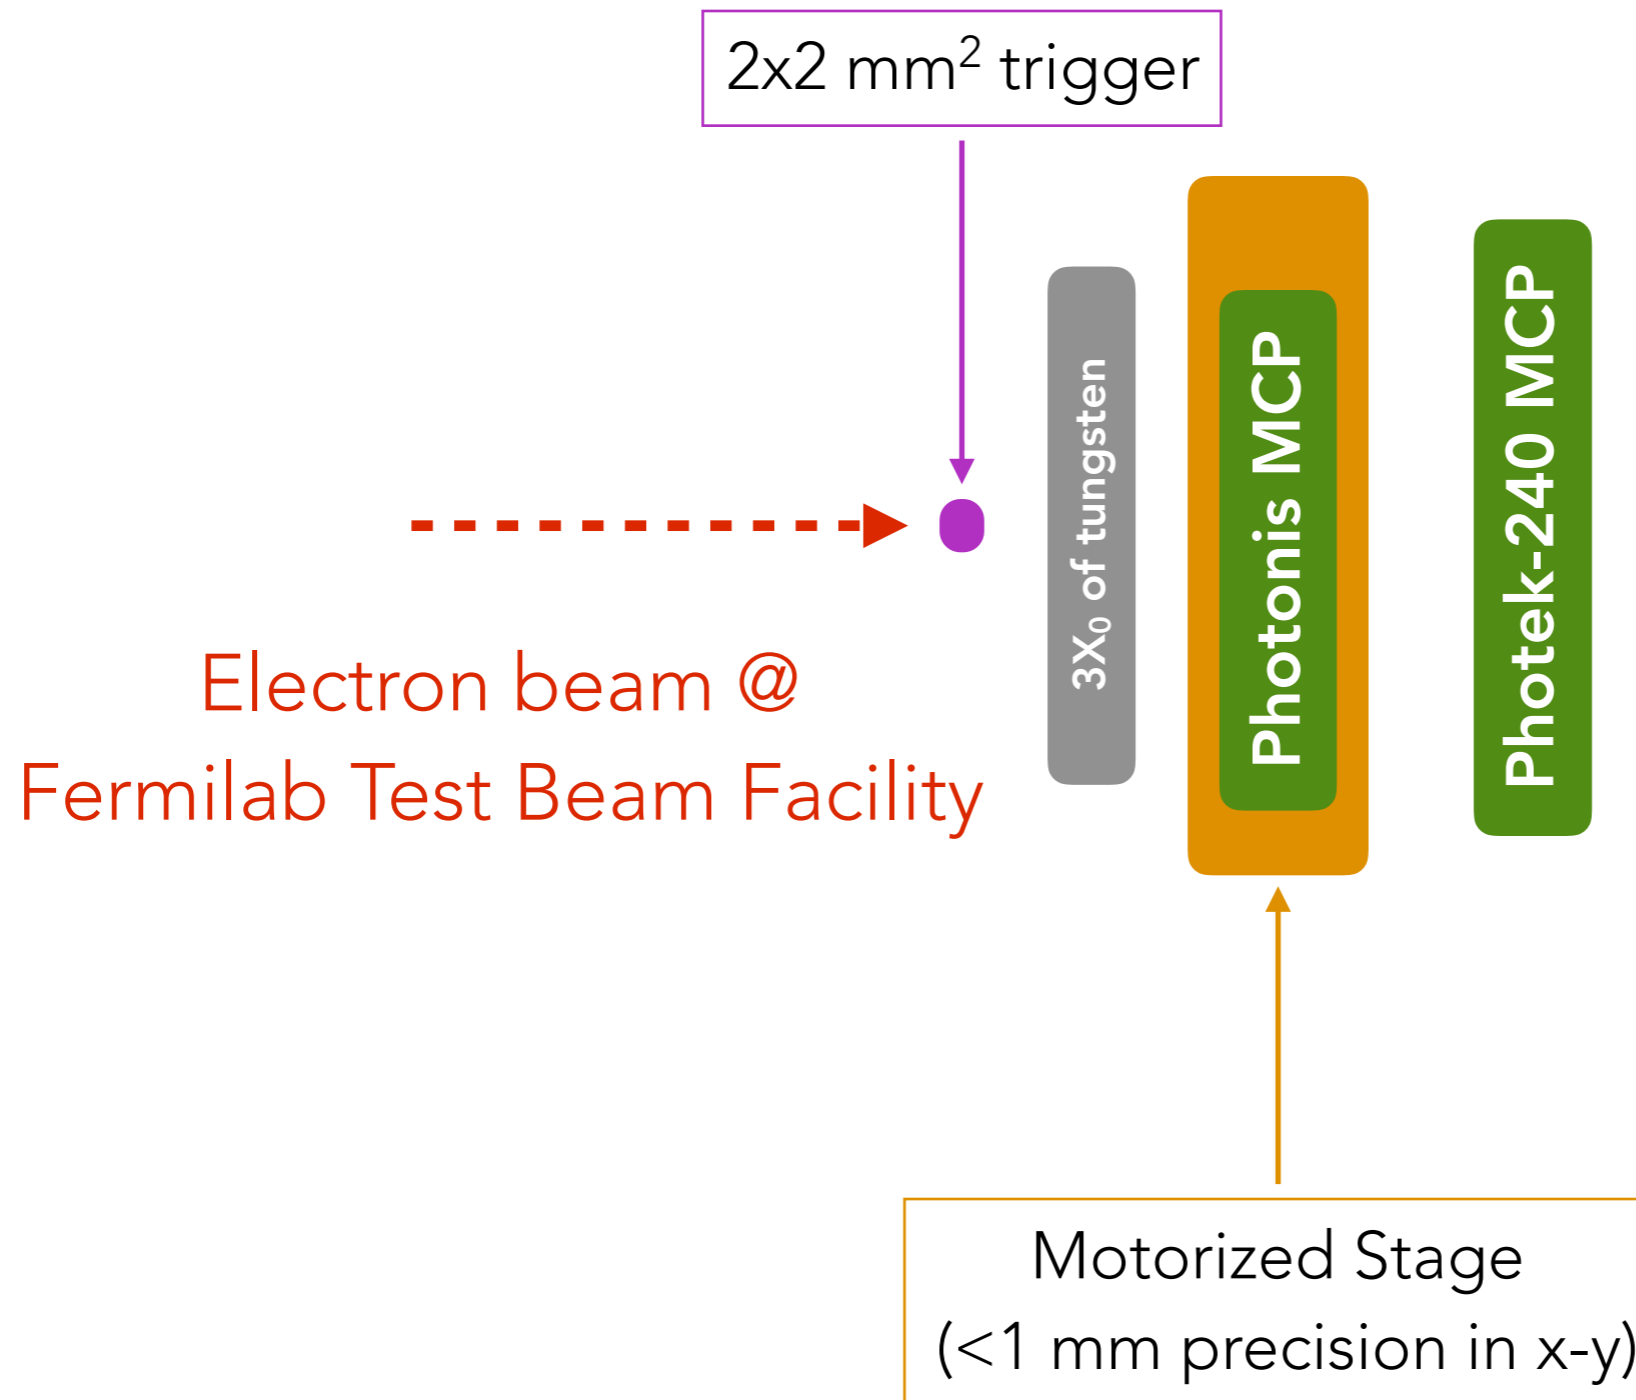 2x2 mm² trigger
3X₀ of tungsten
Photonis MCP
Photek-240 MCP
Electron beam @
Fermilab Test Beam Facility
Motorized Stage
(<1 mm precision in x-y)